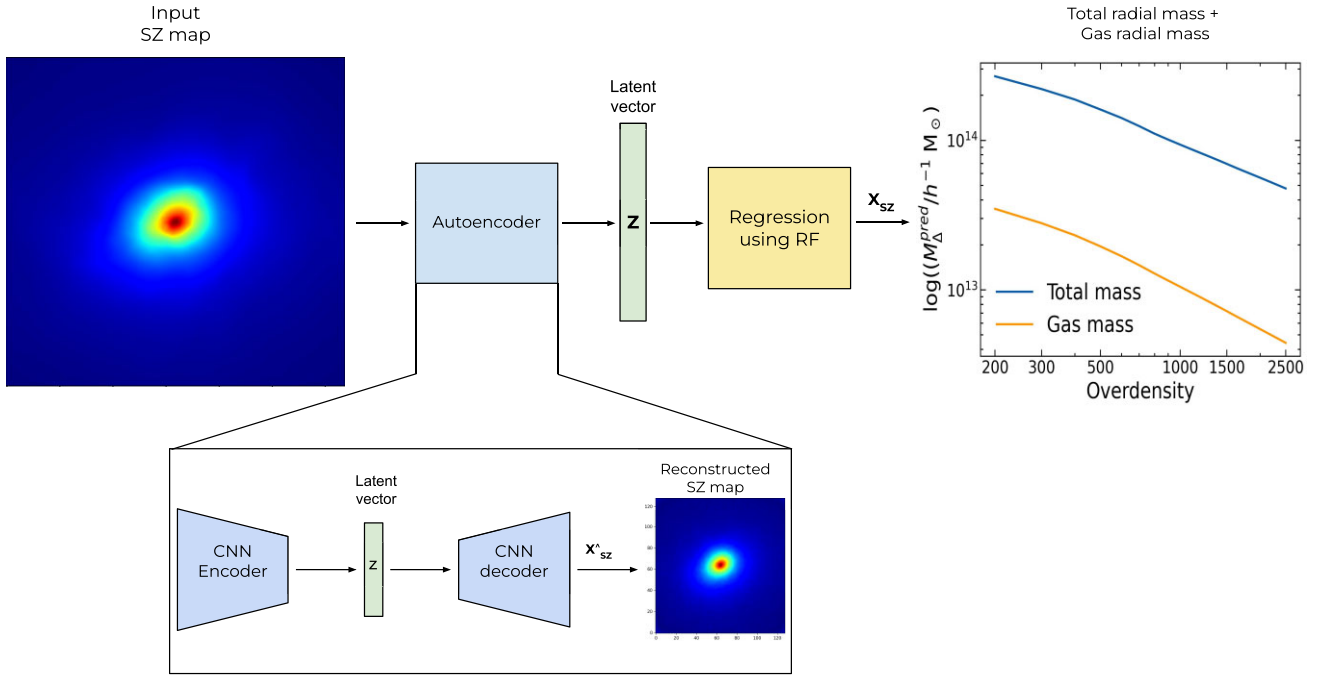 Input
SZ map
Latent
vector
Autoencoder
z
Regression
using RF
X_SZ
Total radial mass +
Gas radial mass
log((M_Δ^{pred}/h^{-1} M_⊙)
10^{14}
10^{13}
Total mass
Gas mass
200 300 500 1000 1500 2500
Overdensity
CNN
Encoder
Latent
vector
z
CNN
decoder
X^_SZ
Reconstructed
SZ map
120
100
80
60
40
20
0
0 20 40 60 80 100 120